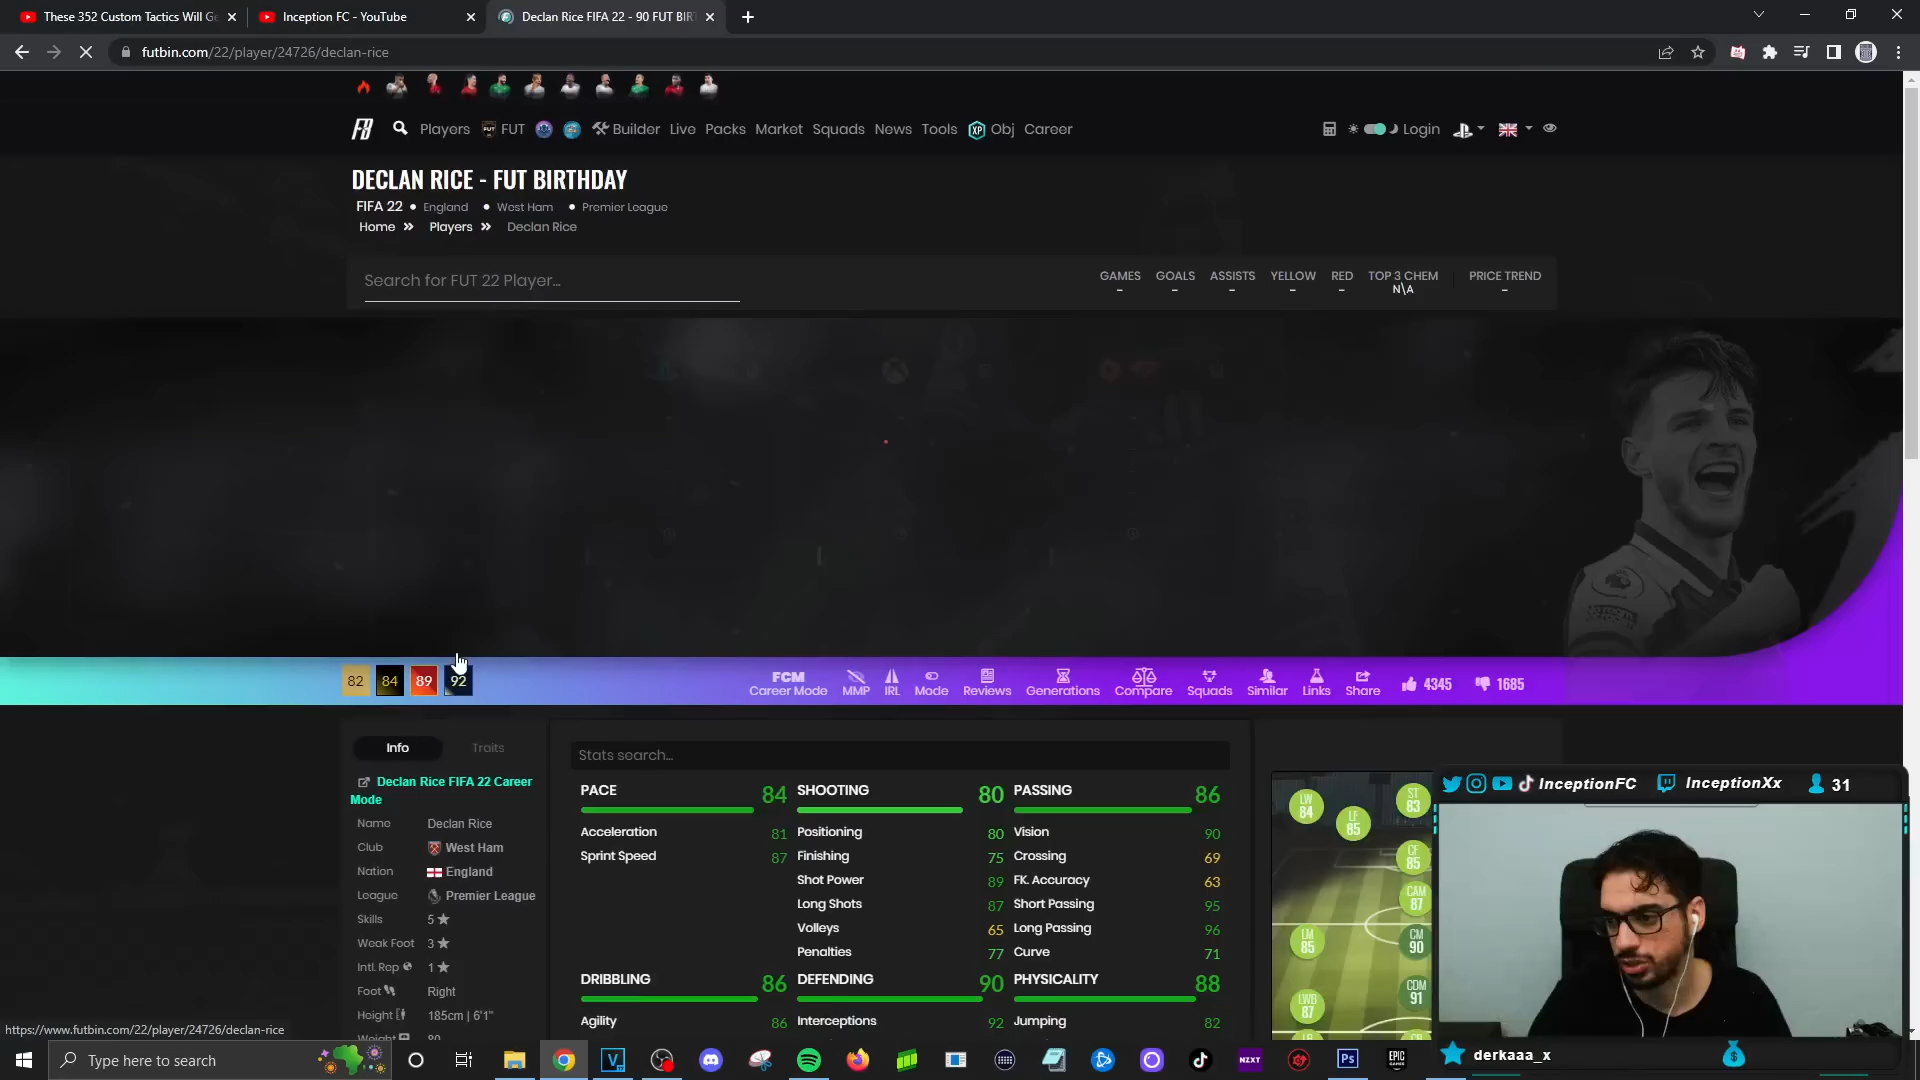 These 352 Custom Tactics Will Ge
Inception FC - YouTube
Declan Rice FIFA 22 - 90 FUT BIR
futbin.com/22/player/24726/declan-rice
Players FUT Builder Live Packs Market Squads News Tools XP Obj Career Login
DECLAN RICE - FUT BIRTHDAY
FIFA 22 • England • West Ham • Premier League
Home » Players » Declan Rice
Search for FUT 22 Player...
GAMES GOALS ASSISTS YELLOW RED TOP 3 CHEM PRICE TREND
- - - - - N\A -
82 84 89 92
FCM Career Mode MMP IRL Mode Reviews Generations Compare Squads Similar Links Share 4345 1685
Info Traits
Declan Rice FIFA 22 Career
Mode
Name Declan Rice
Club West Ham
Nation England
League Premier League
Skills 5★
Weak Foot 3★
Intl. Rep 1★
Foot Right
Height 185cm | 6'1"
Weight 80
Stats search...
PACE 84
Acceleration 81
Sprint Speed 87
SHOOTING 80
Positioning 80
Finishing 75
Shot Power 89
Long Shots 87
Volleys 65
Penalties 77
PASSING 86
Vision 90
Crossing 69
FK. Accuracy 63
Short Passing 95
Long Passing 96
Curve 71
DRIBBLING 86
Agility 86
DEFENDING 90
Interceptions 92
PHYSICALITY 88
Jumping 82
LW 84
LF 85
ST 83
CF 85
CAM 87
LM 85
CM 90
CDM 91
LWB 87
InceptionFC InceptionXx 31
derkaaa_x
https://www.futbin.com/22/player/24726/declan-rice
Type here to search
V
NZXT
Ps
EPIC